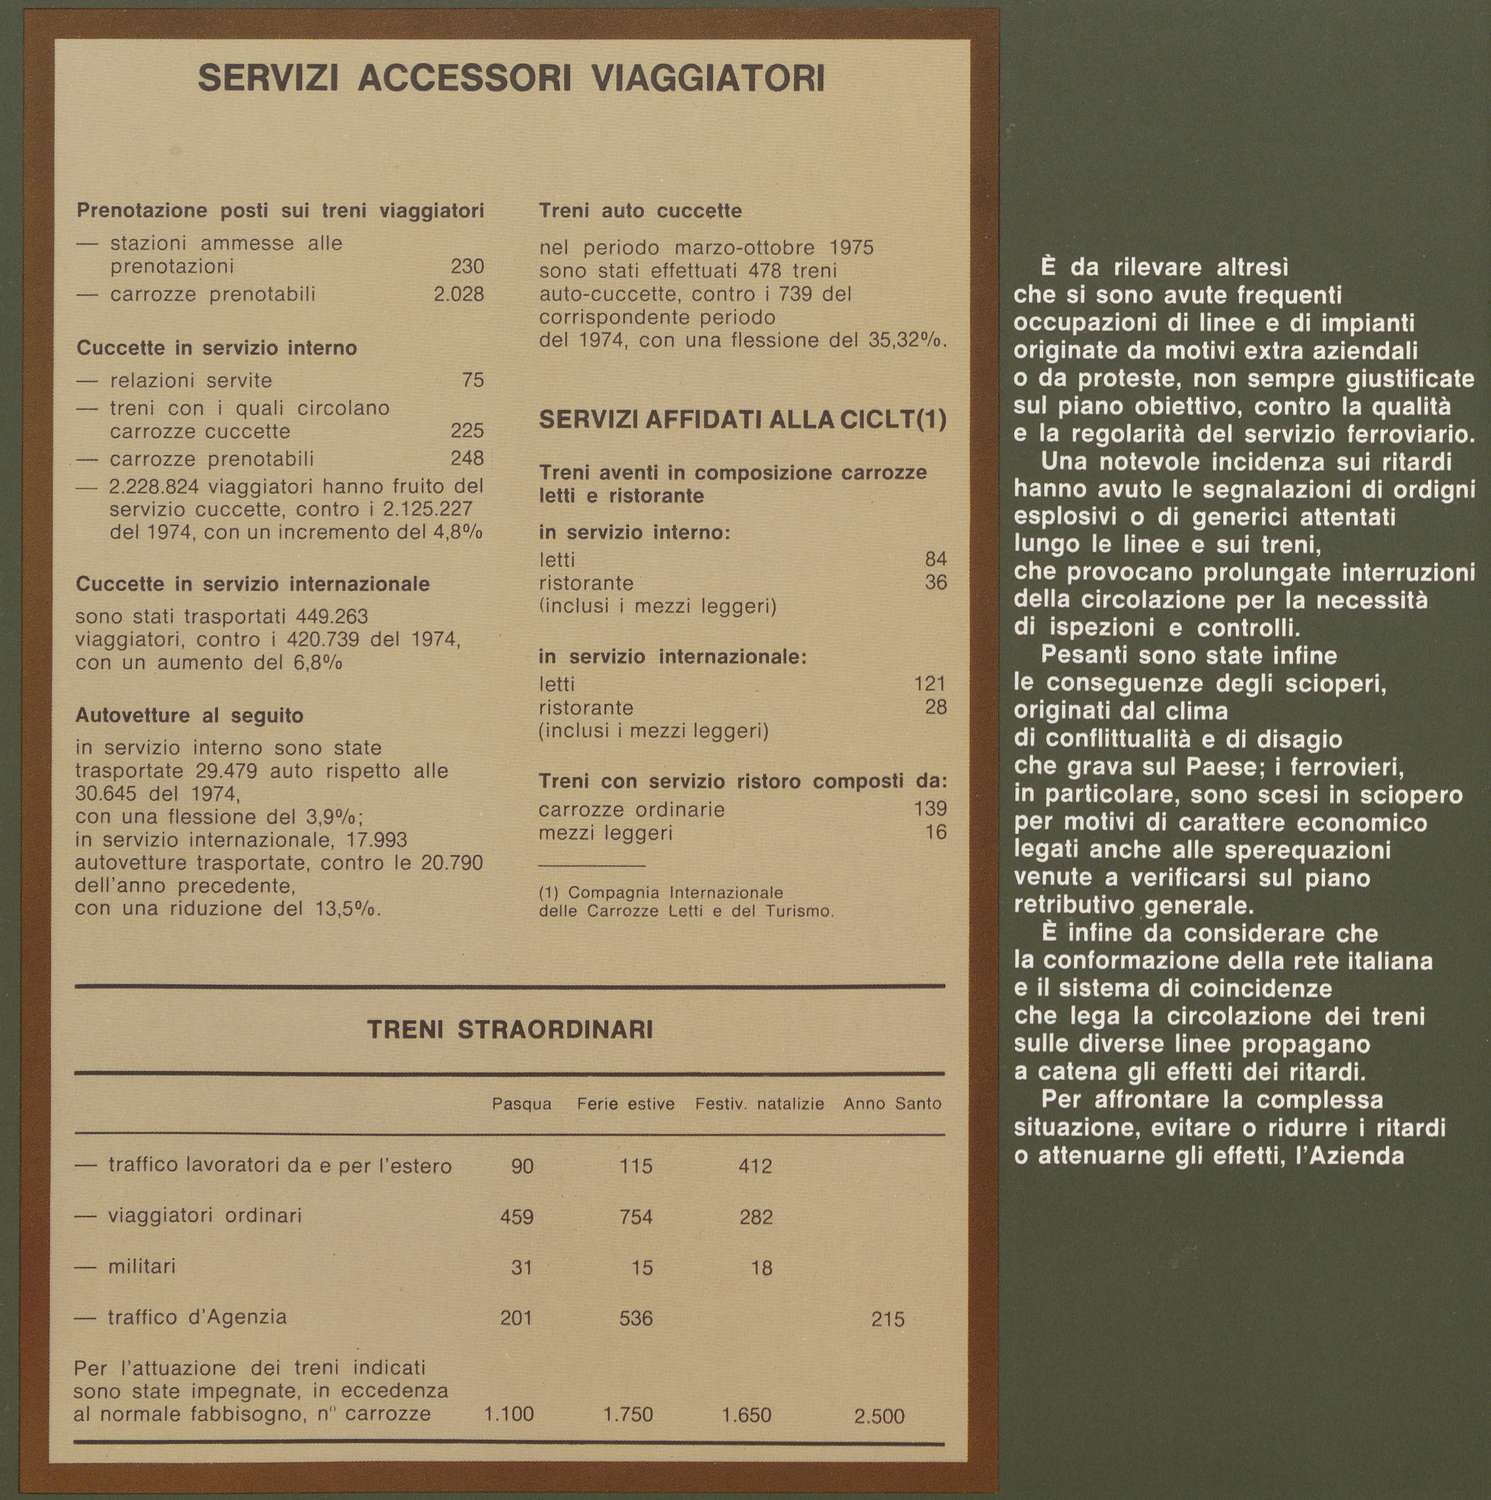 SERVIZI ACCESSORI VIAGGIATORI
Prenotazione posti sui treni viaggiatori
— stazioni ammesse alle
prenotazioni 230
— carrozze prenotabili 2.028
Cuccette in servizio interno
— relazioni servite 75
— treni con i quali circolano
carrozze cuccette 225
— carrozze prenotabili 248
— 2.228.824 viaggiatori hanno fruito del
servizio cuccette, contro i 2.125.227
del 1974, con un incremento del 4,8%
Cuccette in servizio internazionale
sono stati trasportati 449.263
viaggiatori, contro i 420.739 del 1974,
con un aumento del 6,8%
Autovetture al seguito
in servizio interno sono state
trasportate 29.479 auto rispetto alle
30.645 del 1974,
con una flessione del 3,9%;
in servizio internazionale, 17.993
autovetture trasportate, contro le 20.790
dell'anno precedente,
con una riduzione del 13,5%.
Treni auto cuccette
nel periodo marzo-ottobre 1975
sono stati effettuati 478 treni
auto-cuccette, contro i 739 del
corrispondente periodo
del 1974, con una flessione del 35,32%.
SERVIZI AFFIDATI ALLA CICLT(1)
Treni aventi in composizione carrozze
letti e ristorante
in servizio interno:
letti 84
ristorante 36
(inclusi i mezzi leggeri)
in servizio internazionale:
letti 121
ristorante 28
(inclusi i mezzi leggeri)
Treni con servizio ristoro composti da:
carrozze ordinarie 139
mezzi leggeri 16
(1) Compagnia Internazionale
delle Carrozze Letti e del Turismo.
TRENI STRAORDINARI
Pasqua Ferie estive Festiv. natalizie Anno Santo
— traffico lavoratori da e per l'estero 90 115 412
— viaggiatori ordinari 459 754 282
— militari 31 15 18
— traffico d'Agenzia 201 536 215
Per l'attuazione dei treni indicati
sono state impegnate, in eccedenza
al normale fabbisogno, n° carrozze 1.100 1.750 1.650 2.500
È da rilevare altresì
che si sono avute frequenti
occupazioni di linee e di impianti
originate da motivi extra aziendali
o da proteste, non sempre giustificate
sul piano obiettivo, contro la qualità
e la regolarità del servizio ferroviario.
Una notevole incidenza sui ritardi
hanno avuto le segnalazioni di ordigni
esplosivi o di generici attentati
lungo le linee e sui treni,
che provocano prolungate interruzioni
della circolazione per la necessità
di ispezioni e controlli.
Pesanti sono state infine
le conseguenze degli scioperi,
originati dal clima
di conflittualità e di disagio
che grava sul Paese; i ferrovieri,
in particolare, sono scesi in sciopero
per motivi di carattere economico
legati anche alle sperequazioni
venute a verificarsi sul piano
retributivo generale.
È infine da considerare che
la conformazione della rete italiana
e il sistema di coincidenze
che lega la circolazione dei treni
sulle diverse linee propagano
a catena gli effetti dei ritardi.
Per affrontare la complessa
situazione, evitare o ridurre i ritardi
o attenuarne gli effetti, l'Azienda